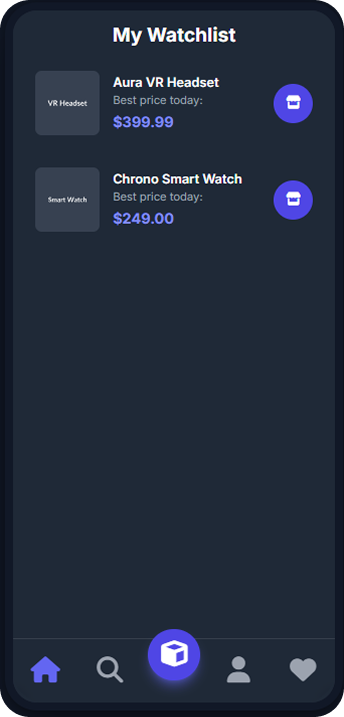 My Watchlist
VR Headset
Aura VR Headset
Best price today:
$399.99
Smart Watch
Chrono Smart Watch
Best price today:
$249.00